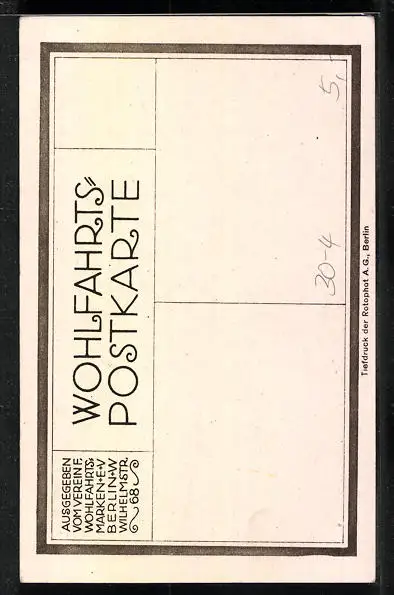 AUSGEGEBEN
VOM VEREIN F.
WOHLFAHRTS-
MARKEN·E·V
BERLIN·W
WILHELMSTR.
68
WOHLFAHRTS-
POSTKARTE
5,-
30-4
Tiefdruck der Rotophot A.G., Berlin